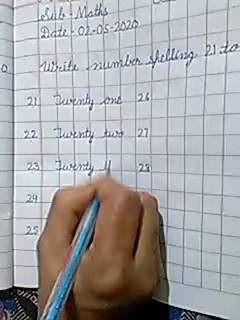 Sub - Maths
Date - 02-05-2020
Write number spelling 21 to
21 Twenty one 26
22 Twenty two 27
23 Twenty 28
24
25